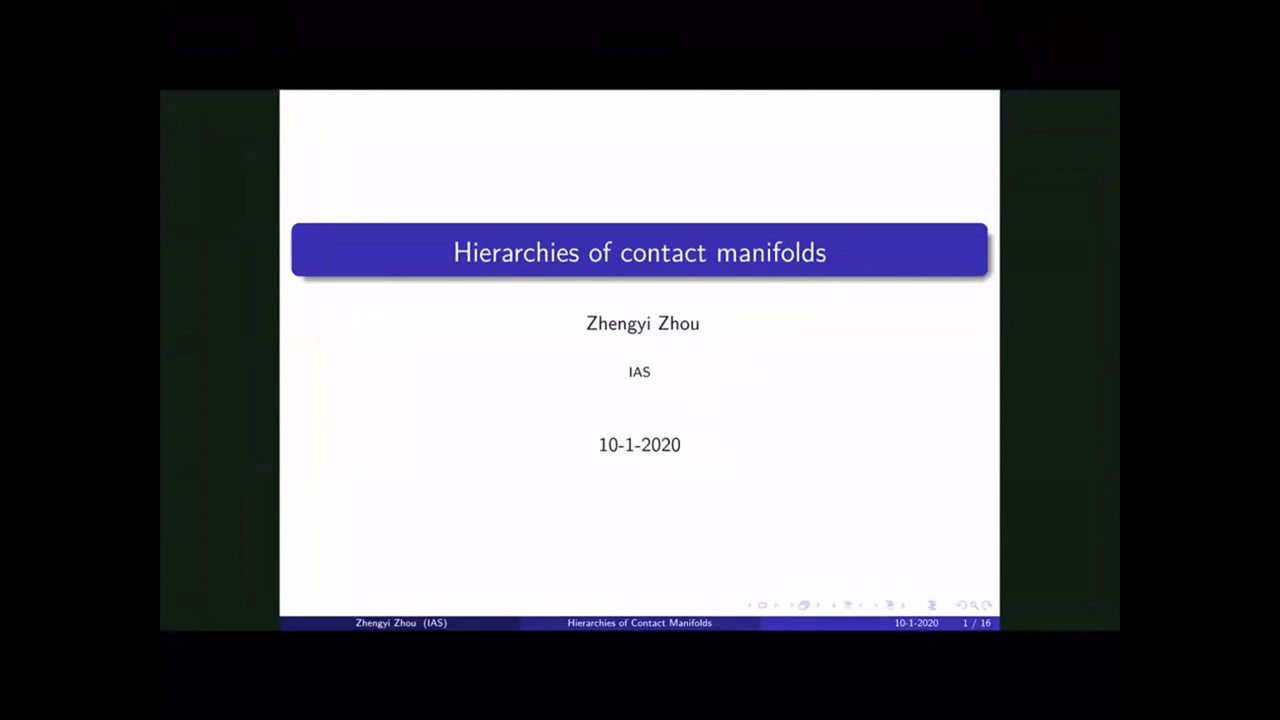 Hierarchies of contact manifolds
Zhengyi Zhou
IAS
10-1-2020
Zhengyi Zhou (IAS) Hierarchies of Contact Manifolds 10-1-2020 1 / 16